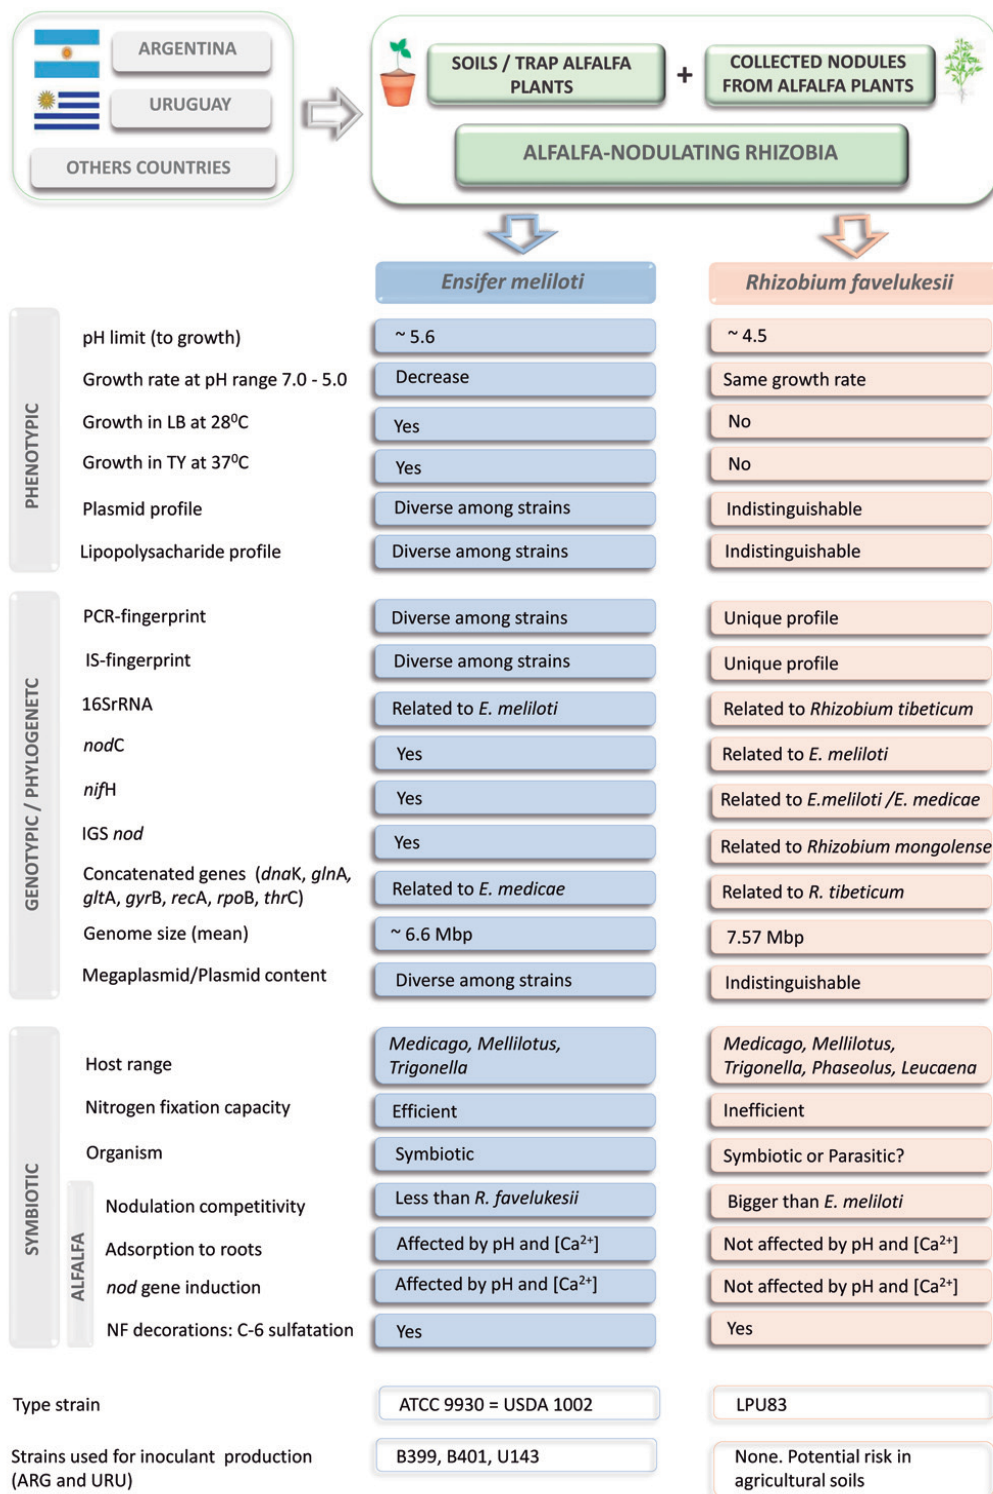 ARGENTINA
URUGUAY
OTHERS COUNTRIES
SOILS / TRAP ALFALFA
PLANTS
+
COLLECTED NODULES
FROM ALFALFA PLANTS
ALFALFA-NODULATING RHIZOBIA
Ensifer meliloti
Rhizobium favelukesii
PHENOTYPIC
pH limit (to growth)
~ 5.6
~ 4.5
Growth rate at pH range 7.0 - 5.0
Decrease
Same growth rate
Growth in LB at 28⁰C
Yes
No
Growth in TY at 37⁰C
Yes
No
Plasmid profile
Diverse among strains
Indistinguishable
Lipopolysacharide profile
Diverse among strains
Indistinguishable
GENOTYPIC / PHYLOGENETC
PCR-fingerprint
Diverse among strains
Unique profile
IS-fingerprint
Diverse among strains
Unique profile
16SrRNA
Related to E. meliloti
Related to Rhizobium tibeticum
nodC
Yes
Related to E. meliloti
nifH
Yes
Related to E.meliloti /E. medicae
IGS nod
Yes
Related to Rhizobium mongolense
Concatenated genes (dnaK, glnA,
gltA, gyrB, recA, rpoB, thrC)
Related to E. medicae
Related to R. tibeticum
Genome size (mean)
~ 6.6 Mbp
7.57 Mbp
Megaplasmid/Plasmid content
Diverse among strains
Indistinguishable
SYMBIOTIC
Host range
Medicago, Mellilotus,
Trigonella
Medicago, Mellilotus,
Trigonella, Phaseolus, Leucaena
Nitrogen fixation capacity
Efficient
Inefficient
Organism
Symbiotic
Symbiotic or Parasitic?
ALFALFA
Nodulation competitivity
Less than R. favelukesii
Bigger than E. meliloti
Adsorption to roots
Affected by pH and [Ca²⁺]
Not affected by pH and [Ca²⁺]
nod gene induction
Affected by pH and [Ca²⁺]
Not affected by pH and [Ca²⁺]
NF decorations: C-6 sulfatation
Yes
Yes
Type strain
ATCC 9930 = USDA 1002
LPU83
Strains used for inoculant production
(ARG and URU)
B399, B401, U143
None. Potential risk in
agricultural soils